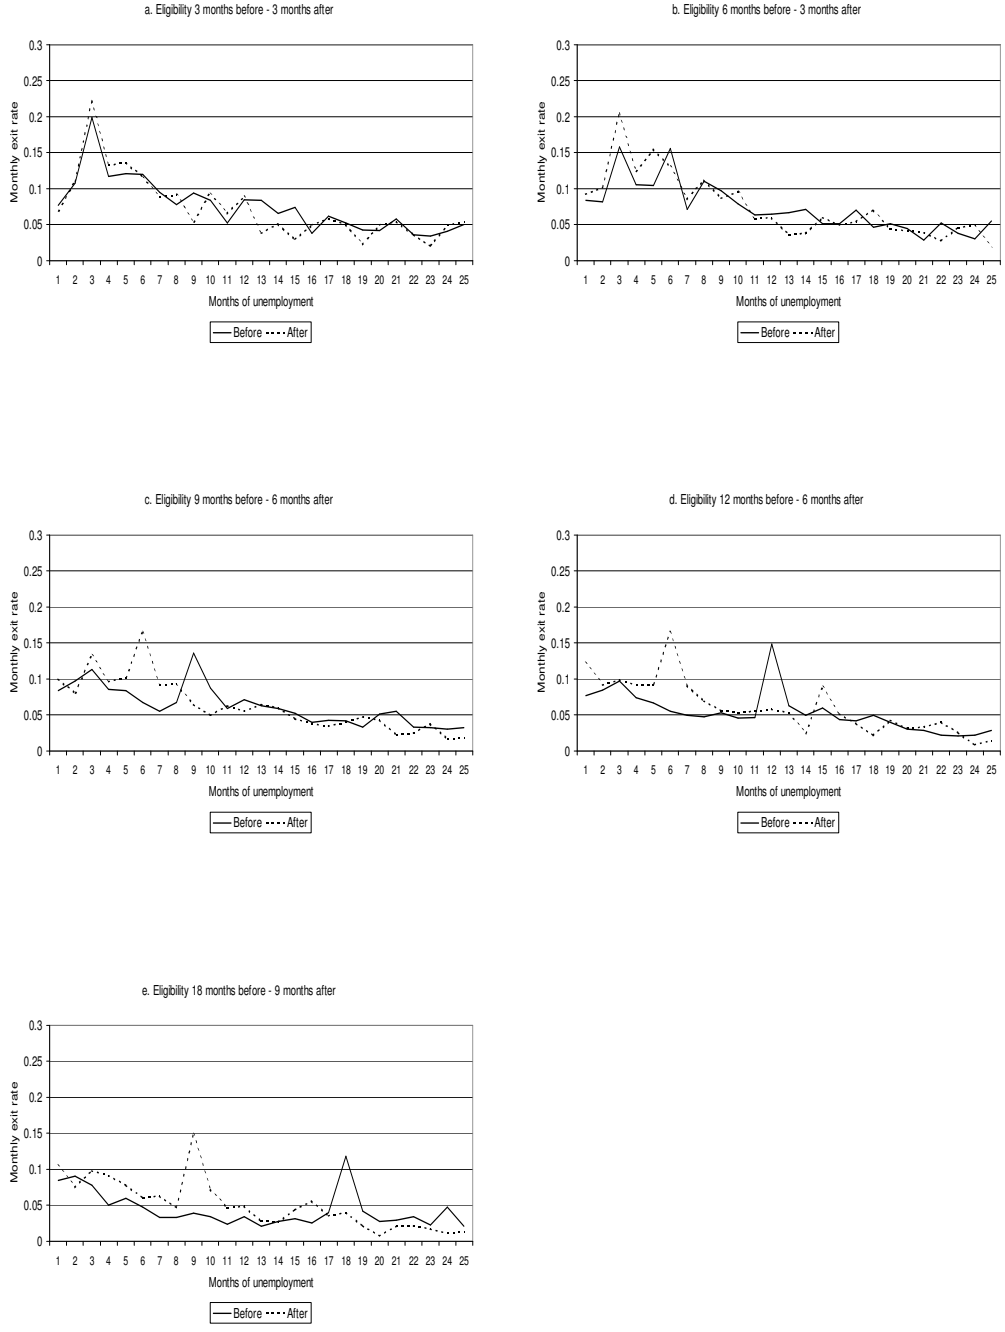 a. Eligibility 3 months before - 3 months after
0.3
0.25
0.2
0.15
0.1
0.05
0
Monthly exit rate
1 2 3 4 5 6 7 8 9 10 11 12 13 14 15 16 17 18 19 20 21 22 23 24 25
Months of unemployment
Before After
b. Eligibility 6 months before - 3 months after
0.3
0.25
0.2
0.15
0.1
0.05
0
Monthly exit rate
1 2 3 4 5 6 7 8 9 10 11 12 13 14 15 16 17 18 19 20 21 22 23 24 25
Months of unemployment
Before After
c. Eligibility 9 months before - 6 months after
0.3
0.25
0.2
0.15
0.1
0.05
0
Monthly exit rate
1 2 3 4 5 6 7 8 9 10 11 12 13 14 15 16 17 18 19 20 21 22 23 24 25
Months of unemployment
Before After
d. Eligibility 12 months before - 6 months after
0.3
0.25
0.2
0.15
0.1
0.05
0
Monthly exit rate
1 2 3 4 5 6 7 8 9 10 11 12 13 14 15 16 17 18 19 20 21 22 23 24 25
Months of unemployment
Before After
e. Eligibility 18 months before - 9 months after
0.3
0.25
0.2
0.15
0.1
0.05
0
Monthly exit rate
1 2 3 4 5 6 7 8 9 10 11 12 13 14 15 16 17 18 19 20 21 22 23 24 25
Months of unemployment
Before After